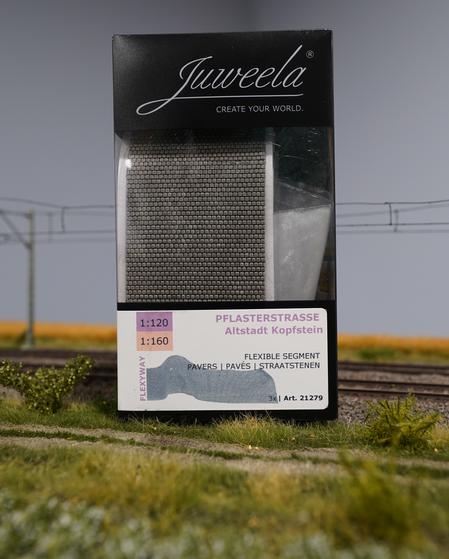 Juweela®
CREATE YOUR WORLD.
1:120
1:160
PFLASTERSTRASSE
Altstadt Kopfstein
FLEXYWAY
FLEXIBLE SEGMENT
PAVERS | PAVÉS | STRAATSTENEN
3x | Art. 21279